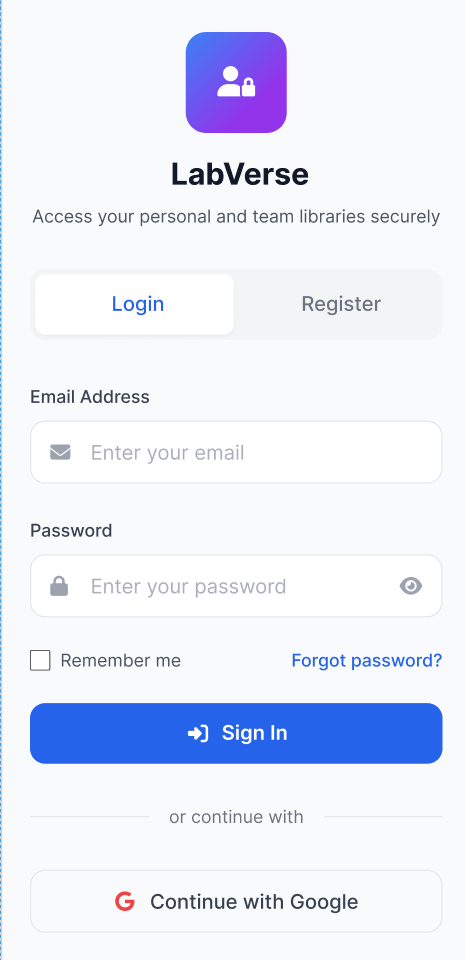 LabVerse
Access your personal and team libraries securely
Login Register
Email Address
Enter your email
Password
Enter your password
Remember me Forgot password?
Sign In
or continue with
Continue with Google